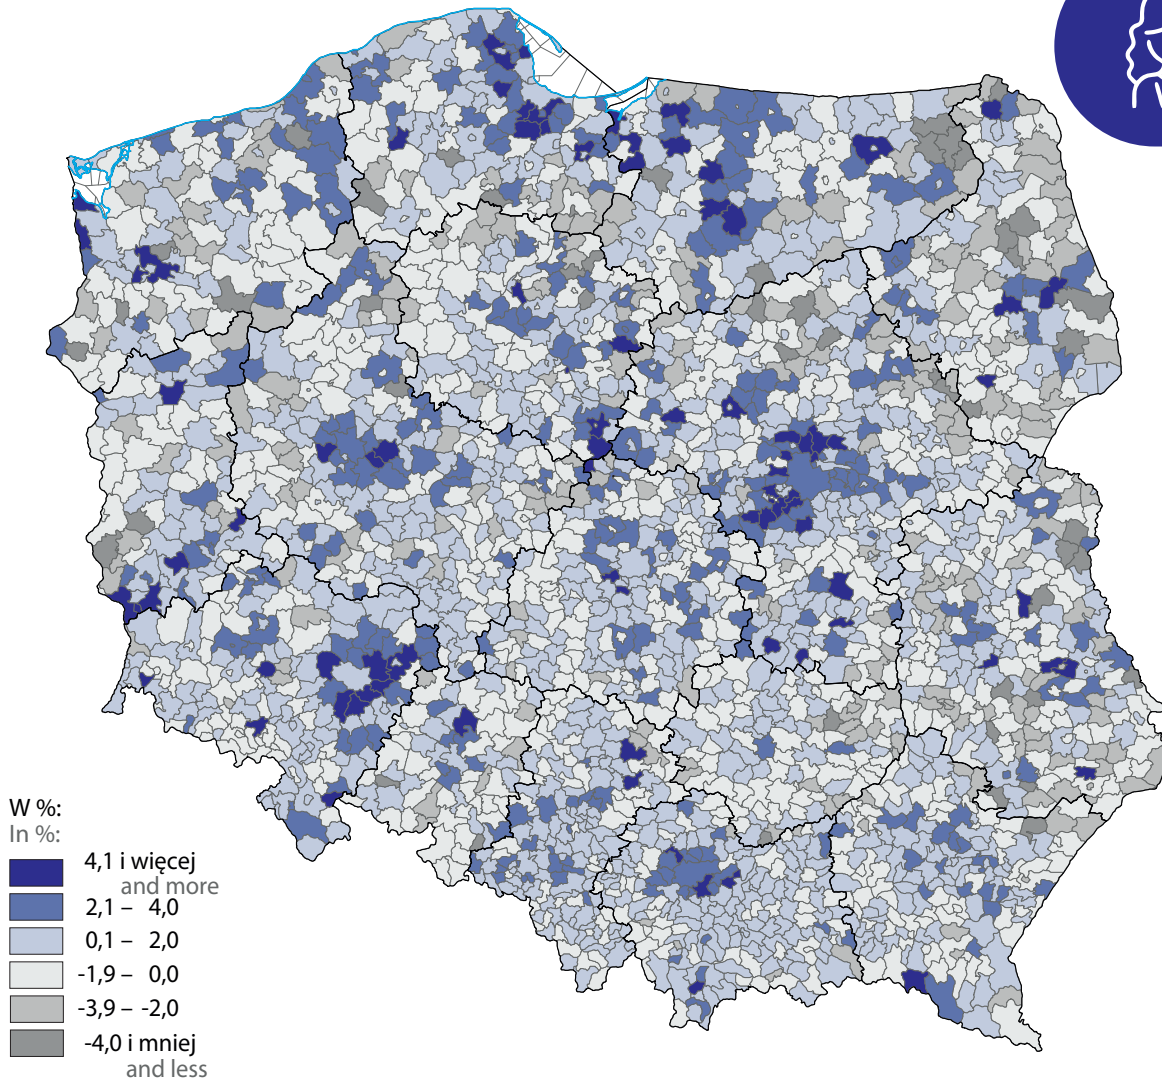 W %:
In %:
4,1 i więcej
and more
2,1 – 4,0
0,1 – 2,0
-1,9 – 0,0
-3,9 – -2,0
-4,0 i mniej
and less